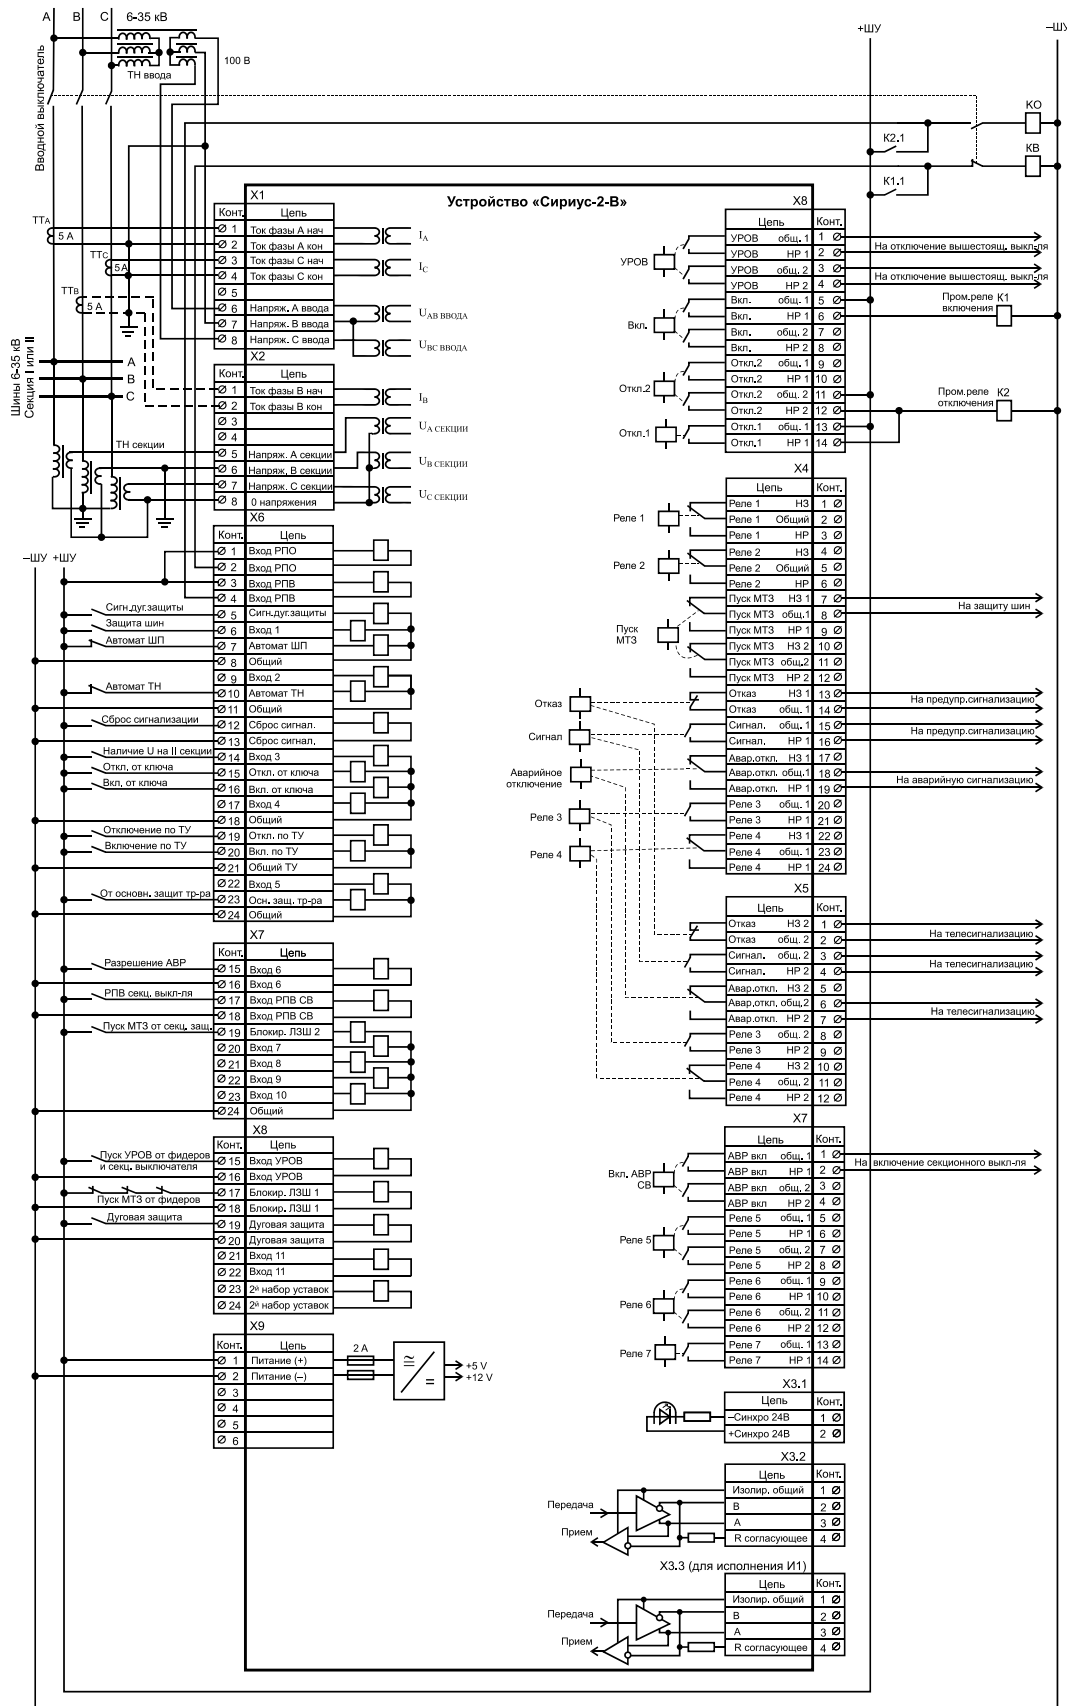 A B C 6-35 кВ
+ШУ
–ШУ
Вводной выключатель
ТН ввода
100 В
КО
К2.1
КВ
К1.1
Устройство «Сириус-2-В»
ТТА
5 А
ТТС
5А
ТТВ
5 А
Шины 6-35 кВ
Секция I или II
А
В
С
ТН секции
X1
Конт. Цепь
1 Ток фазы А нач
2 Ток фазы А кон
3 Ток фазы С нач
4 Ток фазы С кон
5
6 Напряж. А ввода
7 Напряж. В ввода
8 Напряж. С ввода
IA
IC
UAB ВВОДА
UBC ВВОДА
X2
Конт. Цепь
1 Ток фазы В нач
2 Ток фазы В кон
3
4
5 Напряж. А секции
6 Напряж, В секции
7 Напряж. С секции
8 0 напряжения
IB
UA СЕКЦИИ
UB СЕКЦИИ
UC СЕКЦИИ
–ШУ +ШУ
X6
Конт. Цепь
1 Вход РПО
2 Вход РПО
3 Вход РПВ
4 Вход РПВ
Сигн.дуг.защиты 5 Сигн.дуг.защиты
Защита шин 6 Вход 1
Автомат ШП 7 Автомат ШП
8 Общий
9 Вход 2
Автомат ТН 10 Автомат ТН
11 Общий
Сброс сигнализации 12 Сброс сигнал.
13 Сброс сигнал.
Наличие U на II секции 14 Вход 3
Откл. от ключа 15 Откл. от ключа
Вкл. от ключа 16 Вкл. от ключа
17 Вход 4
18 Общий
Отключение по ТУ 19 Откл. по ТУ
Включение по ТУ 20 Вкл. по ТУ
21 Общий ТУ
22 Вход 5
От основн. защит тр-ра 23 Осн. защ. тр-ра
24 Общий
X7
Конт. Цепь
Разрешение АВР 15 Вход 6
16 Вход 6
РПВ секц. выкл-ля 17 Вход РПВ СВ
18 Вход РПВ СВ
Пуск МТЗ от секц. защ. 19 Блокир. ЛЗШ 2
20 Вход 7
21 Вход 8
22 Вход 9
23 Вход 10
24 Общий
X8
Конт. Цепь
Пуск УРОВ от фидеров
и секц. выключателя
15 Вход УРОВ
16 Вход УРОВ
17 Блокир. ЛЗШ 1
Пуск МТЗ от фидеров
18 Блокир. ЛЗШ 1
Дуговая защита 19 Дуговая защита
20 Дуговая защита
21 Вход 11
22 Вход 11
23 2й набор уставок
24 2й набор уставок
X9
Конт. Цепь
1 Питание (+)
2 Питание (–)
3
4
5
6
2 А
+5 V
+12 V
X8
Цепь Конт.
УРОВ общ. 1 1
УРОВ НР 1 2
УРОВ общ. 2 3
УРОВ НР 2 4
Вкл. общ. 1 5
Вкл. НР 1 6
Вкл. общ. 2 7
Вкл. НР 2 8
Откл.2 общ. 1 9
Откл.2 НР 1 10
Откл.2 общ. 2 11
Откл.2 НР 2 12
Откл.1 общ. 1 13
Откл.1 НР 1 14
УРОВ
Вкл.
Откл.2
Откл.1
На отключение вышестоящ. выкл-ля
На отключение вышестоящ. выкл-ля
Пром.реле
включения
К1
Пром.реле
отключения
К2
X4
Цепь Конт.
Реле 1 НЗ 1
Реле 1 Общий 2
Реле 1 НР 3
Реле 2 НЗ 4
Реле 2 Общий 5
Реле 2 НР 6
Пуск МТЗ НЗ 1 7
Пуск МТЗ общ.1 8
Пуск МТЗ НР 1 9
Пуск МТЗ НЗ 2 10
Пуск МТЗ общ.2 11
Пуск МТЗ НР 2 12
Отказ НЗ 1 13
Отказ общ. 1 14
Сигнал. общ. 1 15
Сигнал. НР 1 16
Авар.откл. НЗ 1 17
Авар.откл. общ.1 18
Авар.откл. НР 1 19
Реле 3 общ. 1 20
Реле 3 НР 1 21
Реле 4 НЗ 1 22
Реле 4 общ. 1 23
Реле 4 НР 1 24
Реле 1
Реле 2
Пуск
МТЗ
Отказ
Сигнал
Аварийное
отключение
Реле 3
Реле 4
На защиту шин
На предупр.сигнализацию
На предупр.сигнализацию
На аварийную сигнализацию
X5
Цепь Конт.
Отказ НЗ 2 1
Отказ общ. 2 2
Сигнал. общ. 2 3
Сигнал. НР 2 4
Авар.откл. НЗ 2 5
Авар,откл, общ,2 6
Авар.откл. НР 2 7
Реле 3 общ. 2 8
Реле 3 НР 2 9
Реле 4 НЗ 2 10
Реле 4 общ. 2 11
Реле 4 НР 2 12
На телесигнализацию
На телесигнализацию
На телесигнализацию
X7
Цепь Конт.
АВР вкл общ. 1 1
АВР вкл НР 1 2
АВР вкл общ. 2 3
АВР вкл НР 2 4
Реле 5 общ. 1 5
Реле 5 НР 1 6
Реле 5 общ, 2 7
Реле 5 НР 2 8
Реле 6 общ. 1 9
Реле 6 НР 1 10
Реле 6 общ. 2 11
Реле 6 НР 2 12
Реле 7 общ. 1 13
Реле 7 НР 1 14
Вкл. АВР
СВ
Реле 5
Реле 6
Реле 7
На включение секционного выкл-ля
X3.1
Цепь Конт.
–Синхро 24В 1
+Синхро 24В 2
X3.2
Цепь Конт.
Изолир. общий 1
В 2
А 3
R согласующее 4
Передача
Прием
X3.3 (для исполнения И1)
Цепь Конт.
Изолир. общий 1
В 2
А 3
R согласующее 4
Передача
Прием